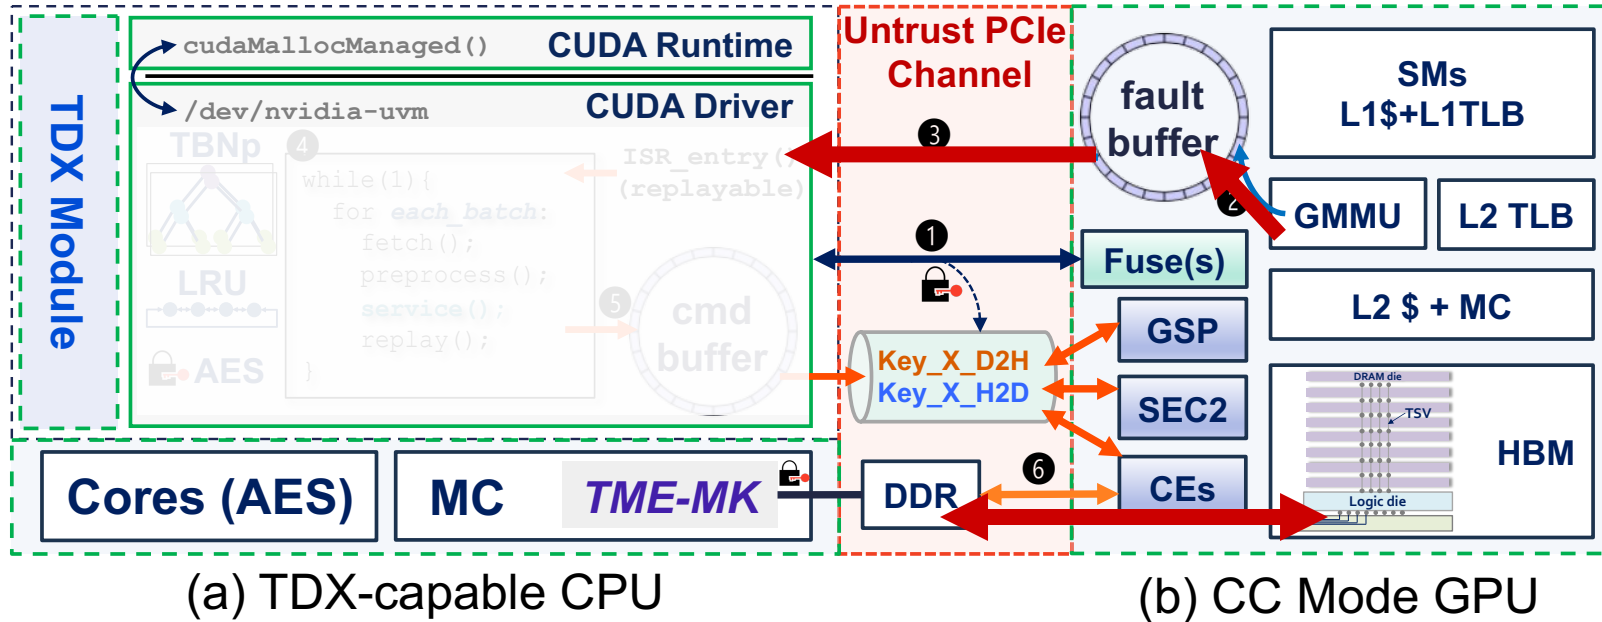 TDX Module
cudaMallocManaged()
CUDA Runtime
/dev/nvidia-uvm
CUDA Driver
TBNp
LRU
AES
4
while(1){
for each_batch:
fetch();
preprocess();
service();
replay();
}
ISR_entry()
(replayable)
5
cmd
buffer
Cores (AES)
MC
TME-MK
Untrust PCIe
Channel
3
1
Key_X_D2H
Key_X_H2D
DDR
6
fault
buffer
2
SMs
L1$+L1TLB
GMMU
L2 TLB
Fuse(s)
GSP
SEC2
CEs
L2 $ + MC
DRAM die
TSV
Logic die
HBM
(a) TDX-capable CPU
(b) CC Mode GPU